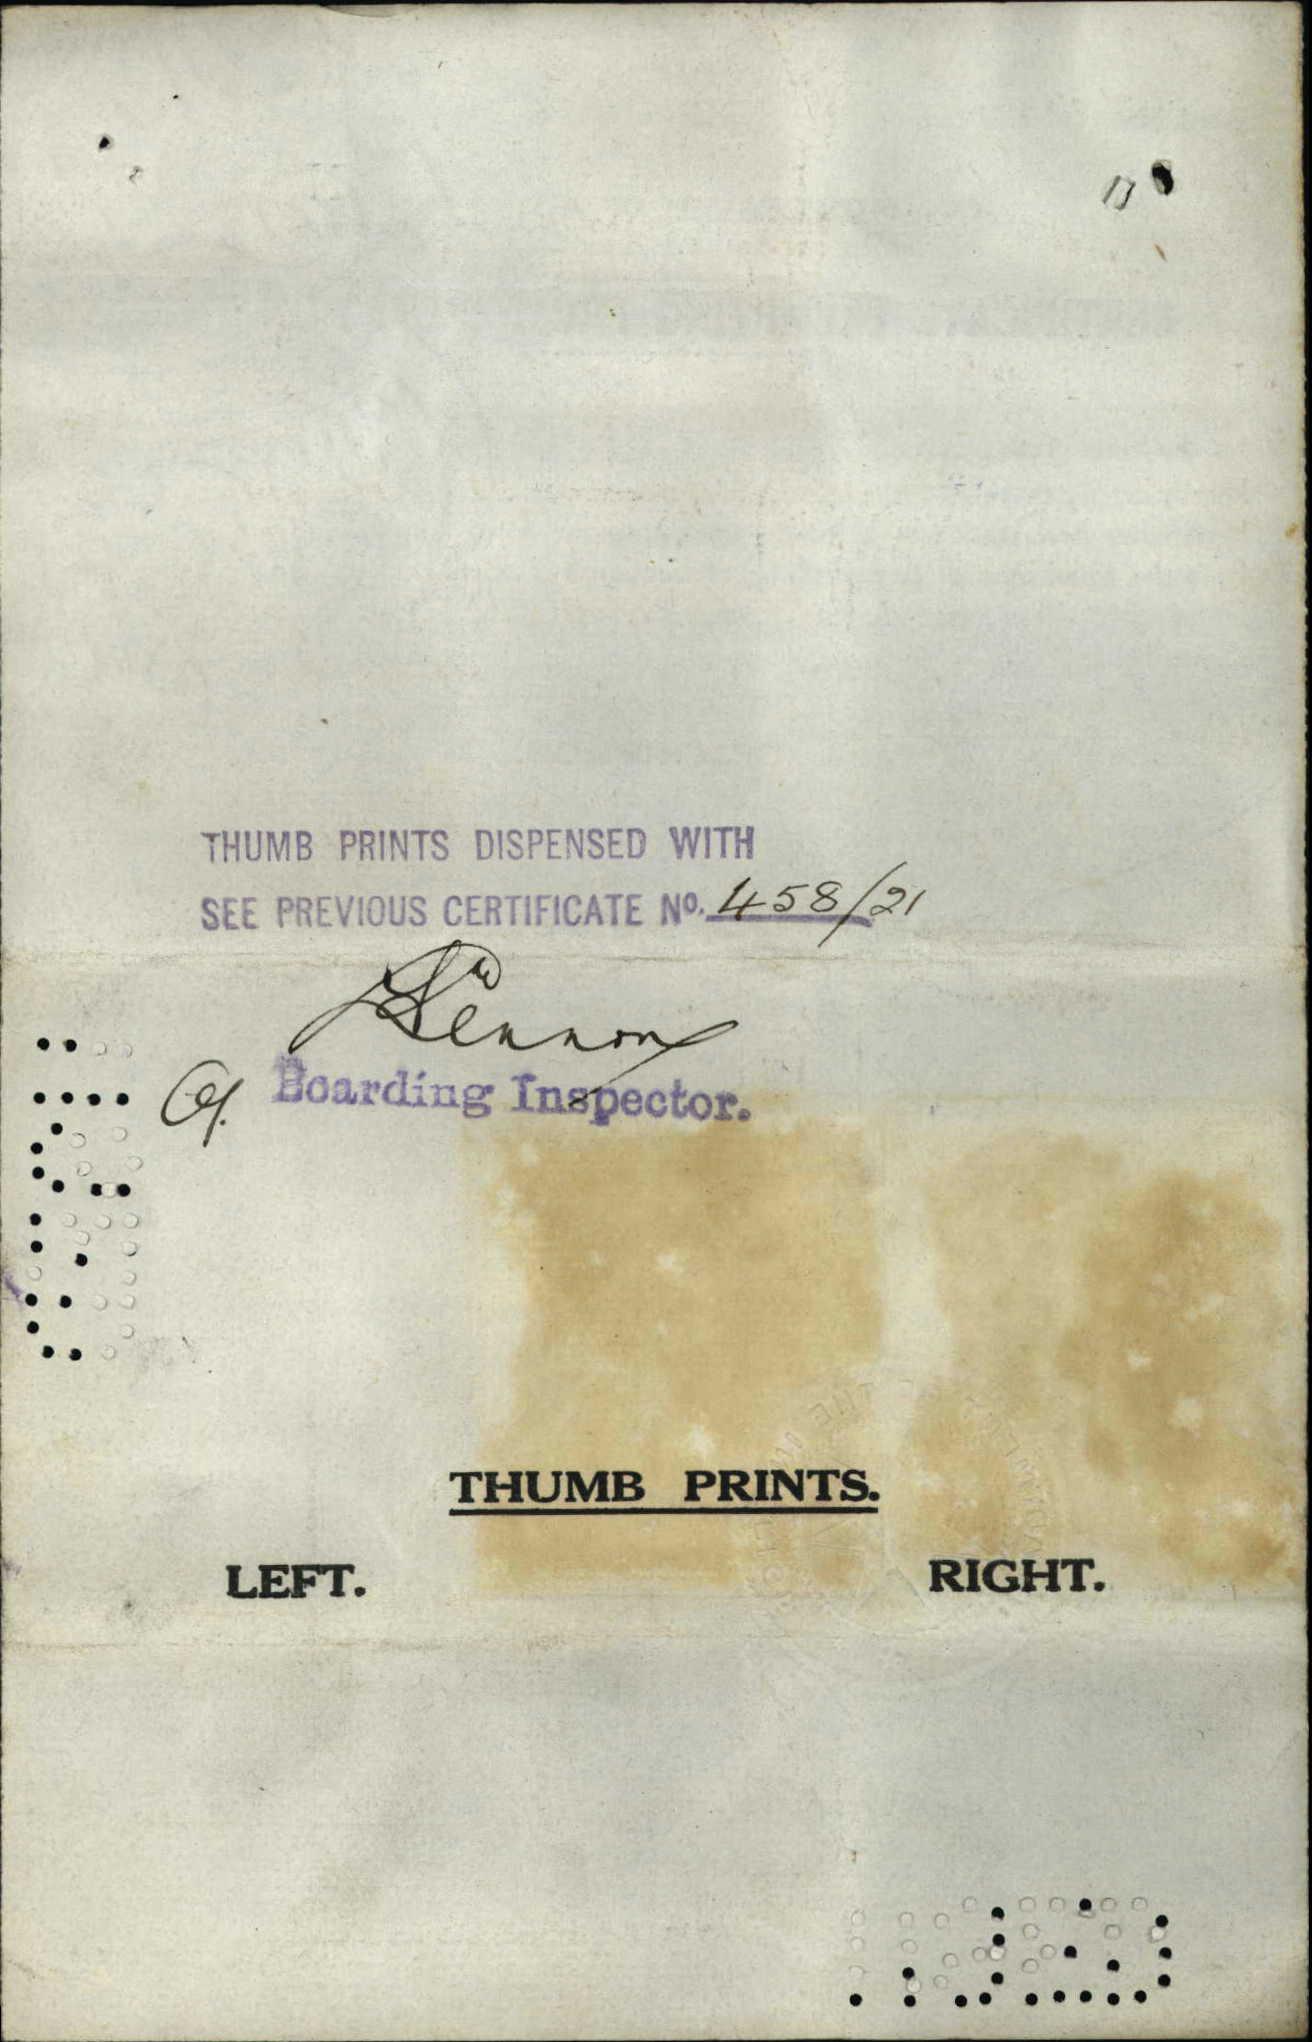 THUMB PRINTS DISPENSED WITH
SEE PREVIOUS CERTIFICATE No. 458/21
Boarding Inspector.
THUMB PRINTS.
LEFT.
RIGHT.